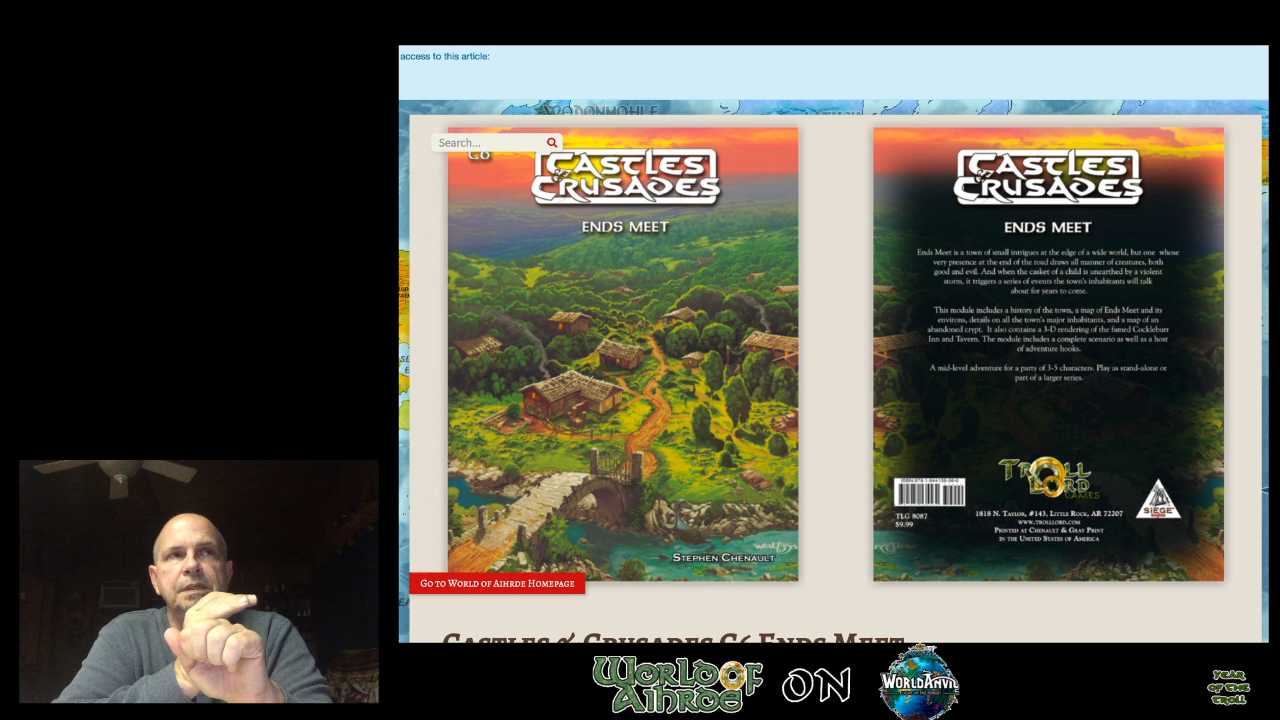 access to this article:
Search...
C6
Castles
& Crusades
Ends Meet
Stephen Chenault
Castles
& Crusades
Ends Meet
Ends Meet is a town of small intrigues at the edge of a wide world, but one whose
very presence at the end of the road draws all manner of creatures, both
good and evil. And when the casket of a child is unearthed by a violent
storm, it triggers a series of events the town's inhabitants will talk
about for years to come.
This module includes a history of the town, a map of Ends Meet and its
environs, details on all the town's major inhabitants, and a map of an
abandoned crypt. It also contains a 3-D rendering of the famed Cocklebur
Inn and Tavern. The module includes a complete scenario as well as a host
of adventure hooks.
A mid-level adventure for a party of 3-5 characters. Play as stand-alone or
part of a larger series.
Troll
Lord
Games
TLG 8087
$9.99
1818 N. Taylor, #143, Little Rock, AR 72207
www.trolllord.com
Printed at Chenault & Gray Print
in the United States of America
SIEGE
engine
Go to World of Aihrde Homepage
Castles & Crusades C6 Ends Meet
World of
Aihrde
ON
WorldAnvil
Year
of the
Troll